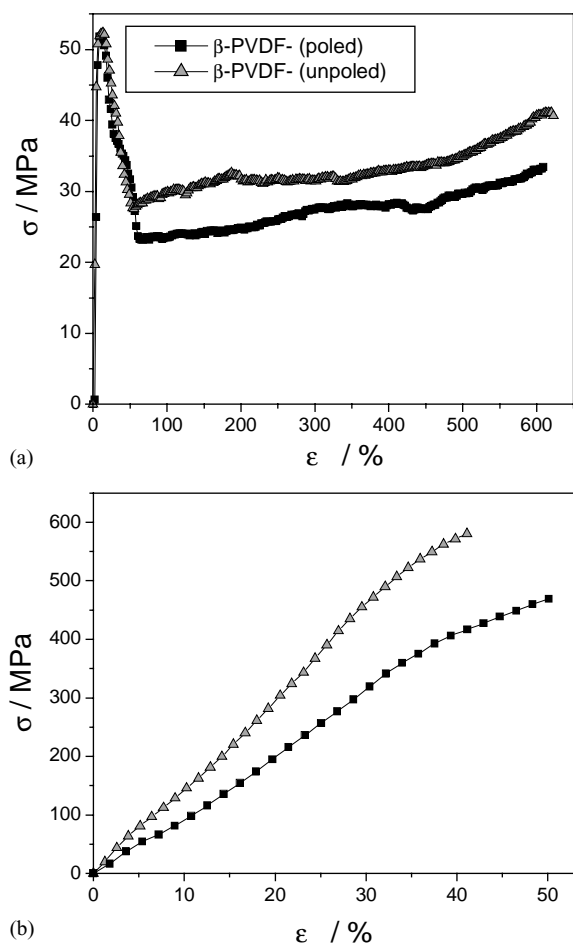 60
50
40
30
20
10
0
σ / MPa
β-PVDF- (poled)
β-PVDF- (unpoled)
0 100 200 300 400 500 600
(a)
ε / %
600
500
400
300
200
100
0
σ / MPa
0 10 20 30 40 50
(b)
ε / %